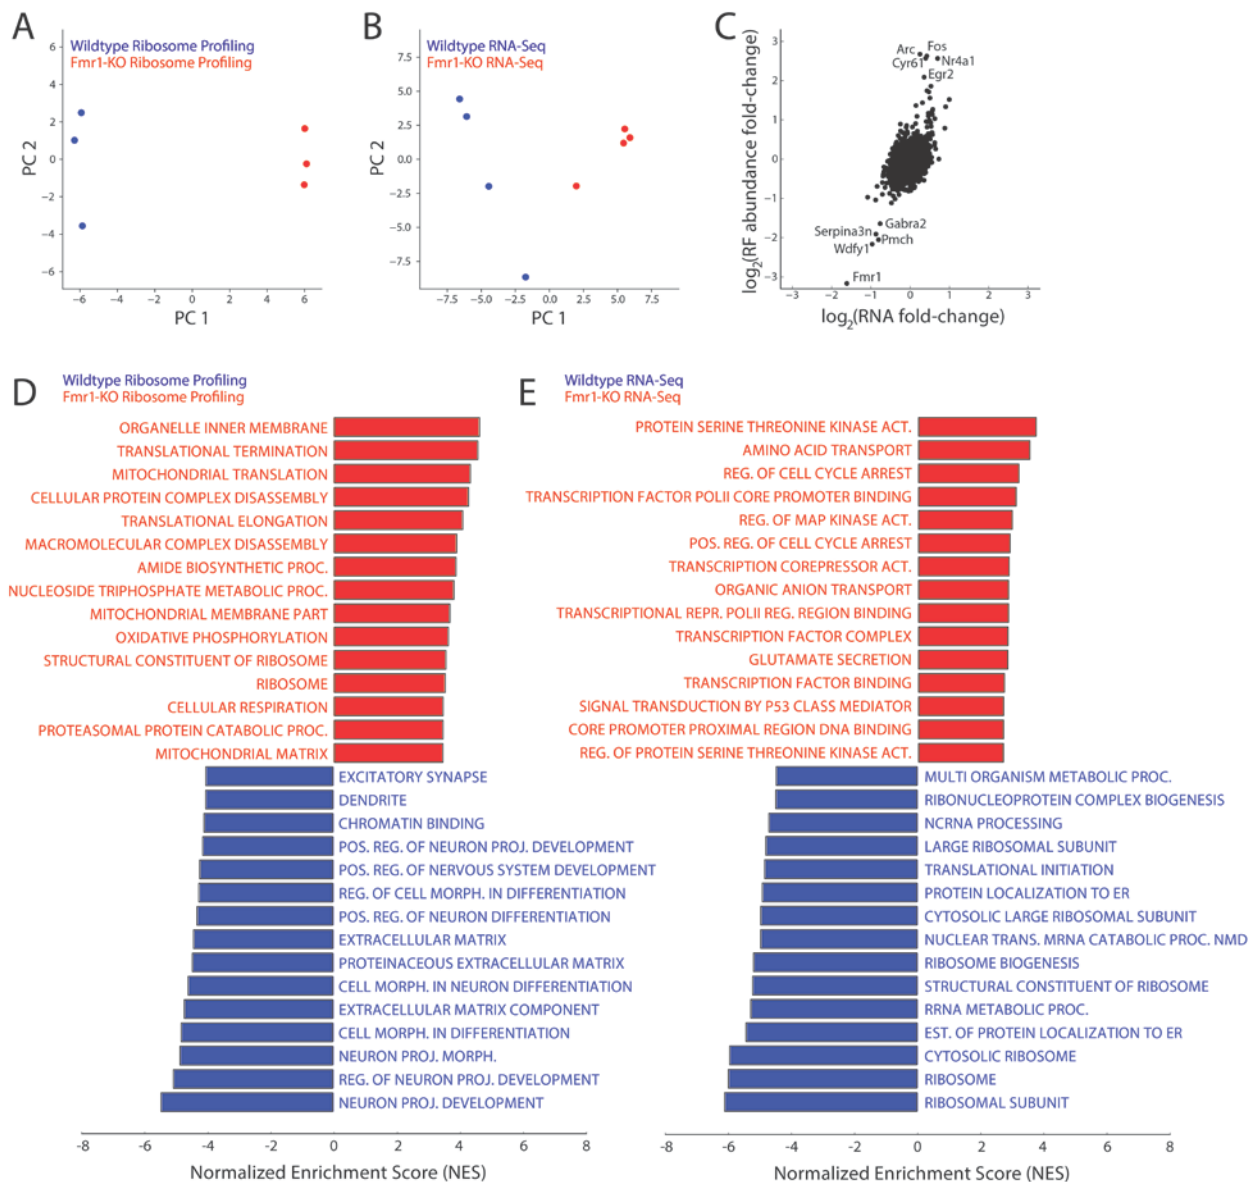 A
Wildtype Ribosome Profiling
Fmr1-KO Ribosome Profiling
PC 2
6
4
2
0
−2
−4
−6
−6
−4
−2
0
2
4
6
PC 1
B
Wildtype RNA-Seq
Fmr1-KO RNA-Seq
PC 2
7.5
5.0
2.5
0.0
−2.5
−5.0
−7.5
−7.5
−5.0
−2.5
0.0
2.5
5.0
7.5
PC 1
C
log2(RF abundance fold-change)
3
2
1
0
−1
−2
−3
Arc
Fos
Cyr61
Nr4a1
Egr2
Gabra2
Serpina3n
Pmch
Wdfy1
Fmr1
−3
−2
−1
0
1
2
3
log2(RNA fold-change)
D
Wildtype Ribosome Profiling
Fmr1-KO Ribosome Profiling
ORGANELLE INNER MEMBRANE
TRANSLATIONAL TERMINATION
MITOCHONDRIAL TRANSLATION
CELLULAR PROTEIN COMPLEX DISASSEMBLY
TRANSLATIONAL ELONGATION
MACROMOLECULAR COMPLEX DISASSEMBLY
AMIDE BIOSYNTHETIC PROC.
NUCLEOSIDE TRIPHOSPHATE METABOLIC PROC.
MITOCHONDRIAL MEMBRANE PART
OXIDATIVE PHOSPHORYLATION
STRUCTURAL CONSTITUENT OF RIBOSOME
RIBOSOME
CELLULAR RESPIRATION
PROTEASOMAL PROTEIN CATABOLIC PROC.
MITOCHONDRIAL MATRIX
EXCITATORY SYNAPSE
DENDRITE
CHROMATIN BINDING
POS. REG. OF NEURON PROJ. DEVELOPMENT
POS. REG. OF NERVOUS SYSTEM DEVELOPMENT
REG. OF CELL MORPH. IN DIFFERENTIATION
POS. REG. OF NEURON DIFFERENTIATION
EXTRACELLULAR MATRIX
PROTEINACEOUS EXTRACELLULAR MATRIX
CELL MORPH. IN NEURON DIFFERENTIATION
EXTRACELLULAR MATRIX COMPONENT
CELL MORPH. IN DIFFERENTIATION
NEURON PROJ. MORPH.
REG. OF NEURON PROJ. DEVELOPMENT
NEURON PROJ. DEVELOPMENT
-8
-6
-4
-2
0
2
4
6
8
Normalized Enrichment Score (NES)
E
Wildtype RNA-Seq
Fmr1-KO RNA-Seq
PROTEIN SERINE THREONINE KINASE ACT.
AMINO ACID TRANSPORT
REG. OF CELL CYCLE ARREST
TRANSCRIPTION FACTOR POLII CORE PROMOTER BINDING
REG. OF MAP KINASE ACT.
POS. REG. OF CELL CYCLE ARREST
TRANSCRIPTION COREPRESSOR ACT.
ORGANIC ANION TRANSPORT
TRANSCRIPTIONAL REPR. POLII REG. REGION BINDING
TRANSCRIPTION FACTOR COMPLEX
GLUTAMATE SECRETION
TRANSCRIPTION FACTOR BINDING
SIGNAL TRANSDUCTION BY P53 CLASS MEDIATOR
CORE PROMOTER PROXIMAL REGION DNA BINDING
REG. OF PROTEIN SERINE THREONINE KINASE ACT.
MULTI ORGANISM METABOLIC PROC.
RIBONUCLEOPROTEIN COMPLEX BIOGENESIS
NCRNA PROCESSING
LARGE RIBOSOMAL SUBUNIT
TRANSLATIONAL INITIATION
PROTEIN LOCALIZATION TO ER
CYTOSOLIC LARGE RIBOSOMAL SUBUNIT
NUCLEAR TRANS. MRNA CATABOLIC PROC. NMD
RIBOSOME BIOGENESIS
STRUCTURAL CONSTITUENT OF RIBOSOME
RRNA METABOLIC PROC.
EST. OF PROTEIN LOCALIZATION TO ER
CYTOSOLIC RIBOSOME
RIBOSOME
RIBOSOMAL SUBUNIT
-8
-6
-4
-2
0
2
4
6
8
Normalized Enrichment Score (NES)